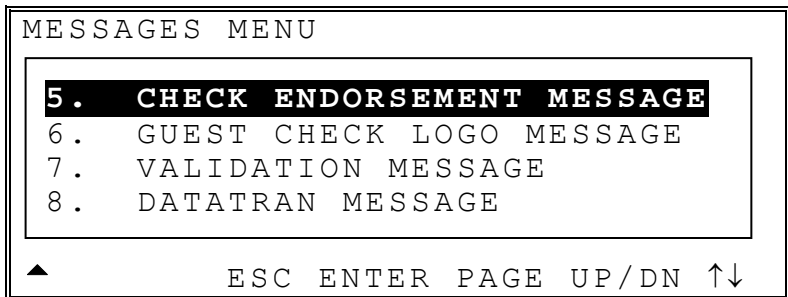 MESSAGES MENU
5. CHECK ENDORSEMENT MESSAGE
6. GUEST CHECK LOGO MESSAGE
7. VALIDATION MESSAGE
8. DATATRAN MESSAGE
▲ ESC ENTER PAGE UP/DN ↑↓